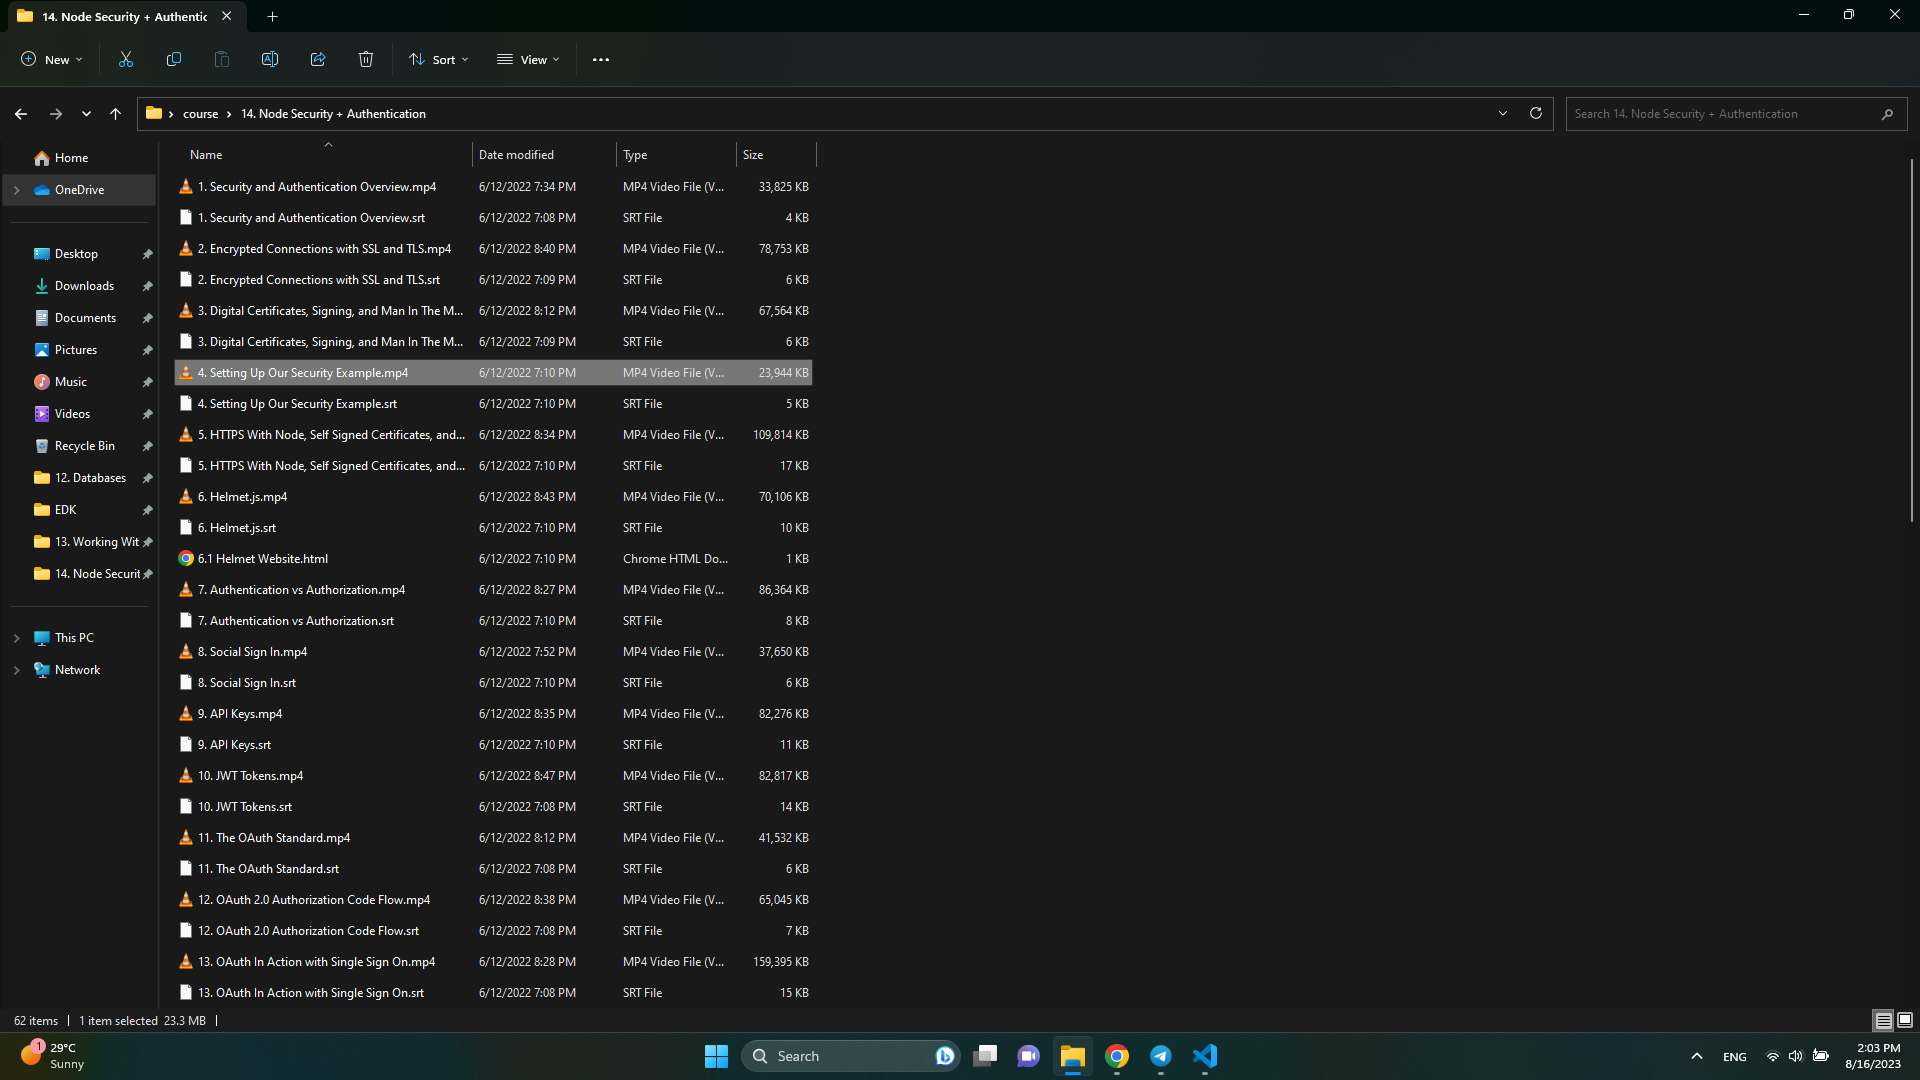 14. Node Security + Authentic
New
Sort
View
course
14. Node Security + Authentication
Search 14. Node Security + Authentication
Home
OneDrive
Desktop
Downloads
Documents
Pictures
Music
Videos
Recycle Bin
12. Databases
EDK
13. Working Wit
14. Node Securit
This PC
Network
Name Date modified Type Size
1. Security and Authentication Overview.mp4 6/12/2022 7:34 PM MP4 Video File (V... 33,825 KB
1. Security and Authentication Overview.srt 6/12/2022 7:08 PM SRT File 4 KB
2. Encrypted Connections with SSL and TLS.mp4 6/12/2022 8:40 PM MP4 Video File (V... 78,753 KB
2. Encrypted Connections with SSL and TLS.srt 6/12/2022 7:09 PM SRT File 6 KB
3. Digital Certificates, Signing, and Man In The M... 6/12/2022 8:12 PM MP4 Video File (V... 67,564 KB
3. Digital Certificates, Signing, and Man In The M... 6/12/2022 7:09 PM SRT File 6 KB
4. Setting Up Our Security Example.mp4 6/12/2022 7:10 PM MP4 Video File (V... 23,944 KB
4. Setting Up Our Security Example.srt 6/12/2022 7:10 PM SRT File 5 KB
5. HTTPS With Node, Self Signed Certificates, and... 6/12/2022 8:34 PM MP4 Video File (V... 109,814 KB
5. HTTPS With Node, Self Signed Certificates, and... 6/12/2022 7:10 PM SRT File 17 KB
6. Helmet.js.mp4 6/12/2022 8:43 PM MP4 Video File (V... 70,106 KB
6. Helmet.js.srt 6/12/2022 7:10 PM SRT File 10 KB
6.1 Helmet Website.html 6/12/2022 7:10 PM Chrome HTML Do... 1 KB
7. Authentication vs Authorization.mp4 6/12/2022 8:27 PM MP4 Video File (V... 86,364 KB
7. Authentication vs Authorization.srt 6/12/2022 7:10 PM SRT File 8 KB
8. Social Sign In.mp4 6/12/2022 7:52 PM MP4 Video File (V... 37,650 KB
8. Social Sign In.srt 6/12/2022 7:10 PM SRT File 6 KB
9. API Keys.mp4 6/12/2022 8:35 PM MP4 Video File (V... 82,276 KB
9. API Keys.srt 6/12/2022 7:10 PM SRT File 11 KB
10. JWT Tokens.mp4 6/12/2022 8:47 PM MP4 Video File (V... 82,817 KB
10. JWT Tokens.srt 6/12/2022 7:08 PM SRT File 14 KB
11. The OAuth Standard.mp4 6/12/2022 8:12 PM MP4 Video File (V... 41,532 KB
11. The OAuth Standard.srt 6/12/2022 7:08 PM SRT File 6 KB
12. OAuth 2.0 Authorization Code Flow.mp4 6/12/2022 8:38 PM MP4 Video File (V... 65,045 KB
12. OAuth 2.0 Authorization Code Flow.srt 6/12/2022 7:08 PM SRT File 7 KB
13. OAuth In Action with Single Sign On.mp4 6/12/2022 8:28 PM MP4 Video File (V... 159,395 KB
13. OAuth In Action with Single Sign On.srt 6/12/2022 7:08 PM SRT File 15 KB
62 items 1 item selected 23.3 MB
1
29°C
Sunny
Search
ENG
2:03 PM
8/16/2023